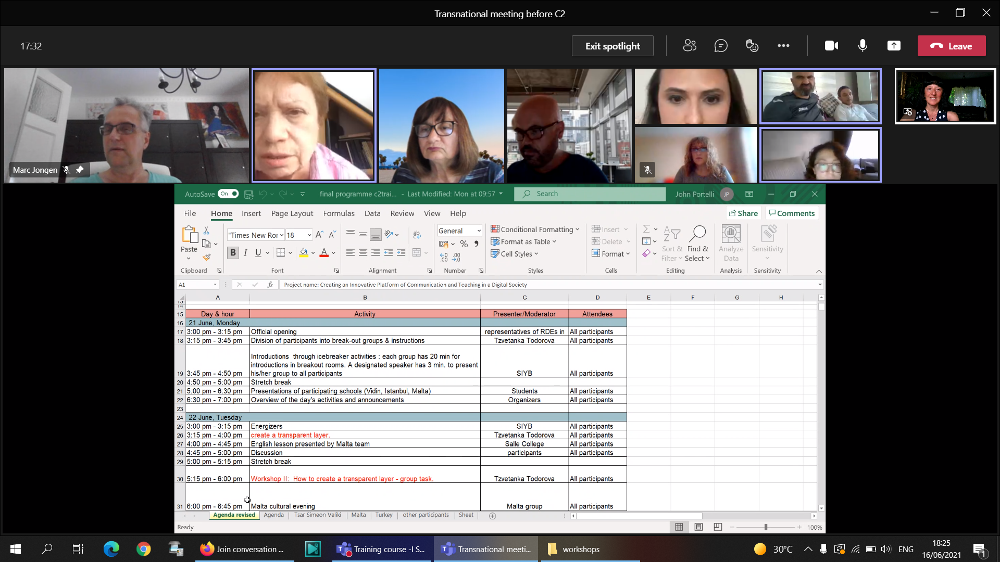 Transnational meeting before C2
17:32
Exit spotlight
Leave
Marc Jongen
AutoSave On
final programme c2trai... - Last Modified: Mon at 09:57
Search
John Portelli JP
File Home Insert Page Layout Formulas Data Review View Help
Share Comments
Paste
"Times New Ror 18
B I U
A
General
% ,
Conditional Formatting
Format as Table
Cell Styles
Insert
Delete
Format
Sort & Filter
Find & Select
Analyze Data
Sensitivity
Clipboard Font Alignment Number Styles Cells Editing Analysis Sensitivity
A1 fx Project name: Creating an Innovative Platform of Communication and Teaching in a Digital Society
A B C D E F G H
14
15 Day & hour Activity Presenter/Moderator Attendees
16 21 June, Monday
17 3:00 pm - 3:15 pm Official opening representatives of RDEs in All participants
18 3:15 pm - 3:45 pm Division of participants into break-out groups & instructions Tzvetanka Todorova All participants
Introductions through icebreaker activities : each group has 20 min for
introductions in breakout rooms. A designated speaker has 3 min. to present
19 3:45 pm - 4:50 pm his/her group to all participants SIYB All participants
20 4:50 pm - 5:00 pm Stretch break
21 5:00 pm - 6:30 pm Presentations of participating schools (Vidin, Istanbul, Malta) Students All participants
22 6:30 pm - 7:00 pm Overview of the day's activities and announcements Organizers All participants
23
24 22 June, Tuesday
25 3:00 pm - 3:15 pm Energizers SIYB All participants
26 3:15 pm - 4:00 pm create a transparent layer. Tzvetanka Todorova All participants
27 4:00 pm - 4:45 pm English lesson presented by Malta team Salle College All participants
28 4:45 pm - 5:00 pm Discussion participants All participants
29 5:00 pm - 5:15 pm Stretch break
30 5:15 pm - 6:00 pm Workshop II: How to create a transparent layer - group task. Tzvetanka Todorova All participants
31 6:00 pm - 6:45 pm Malta cultural evening Malta group All participants
Agenda revised Agenda Tsar Simeon Veliki Malta Turkey other participants Sheet
Ready 100%
Join conversation ...
Training course -I S...
Transnational meeti...
workshops
30°C
ENG
18:25
16/06/2021
1